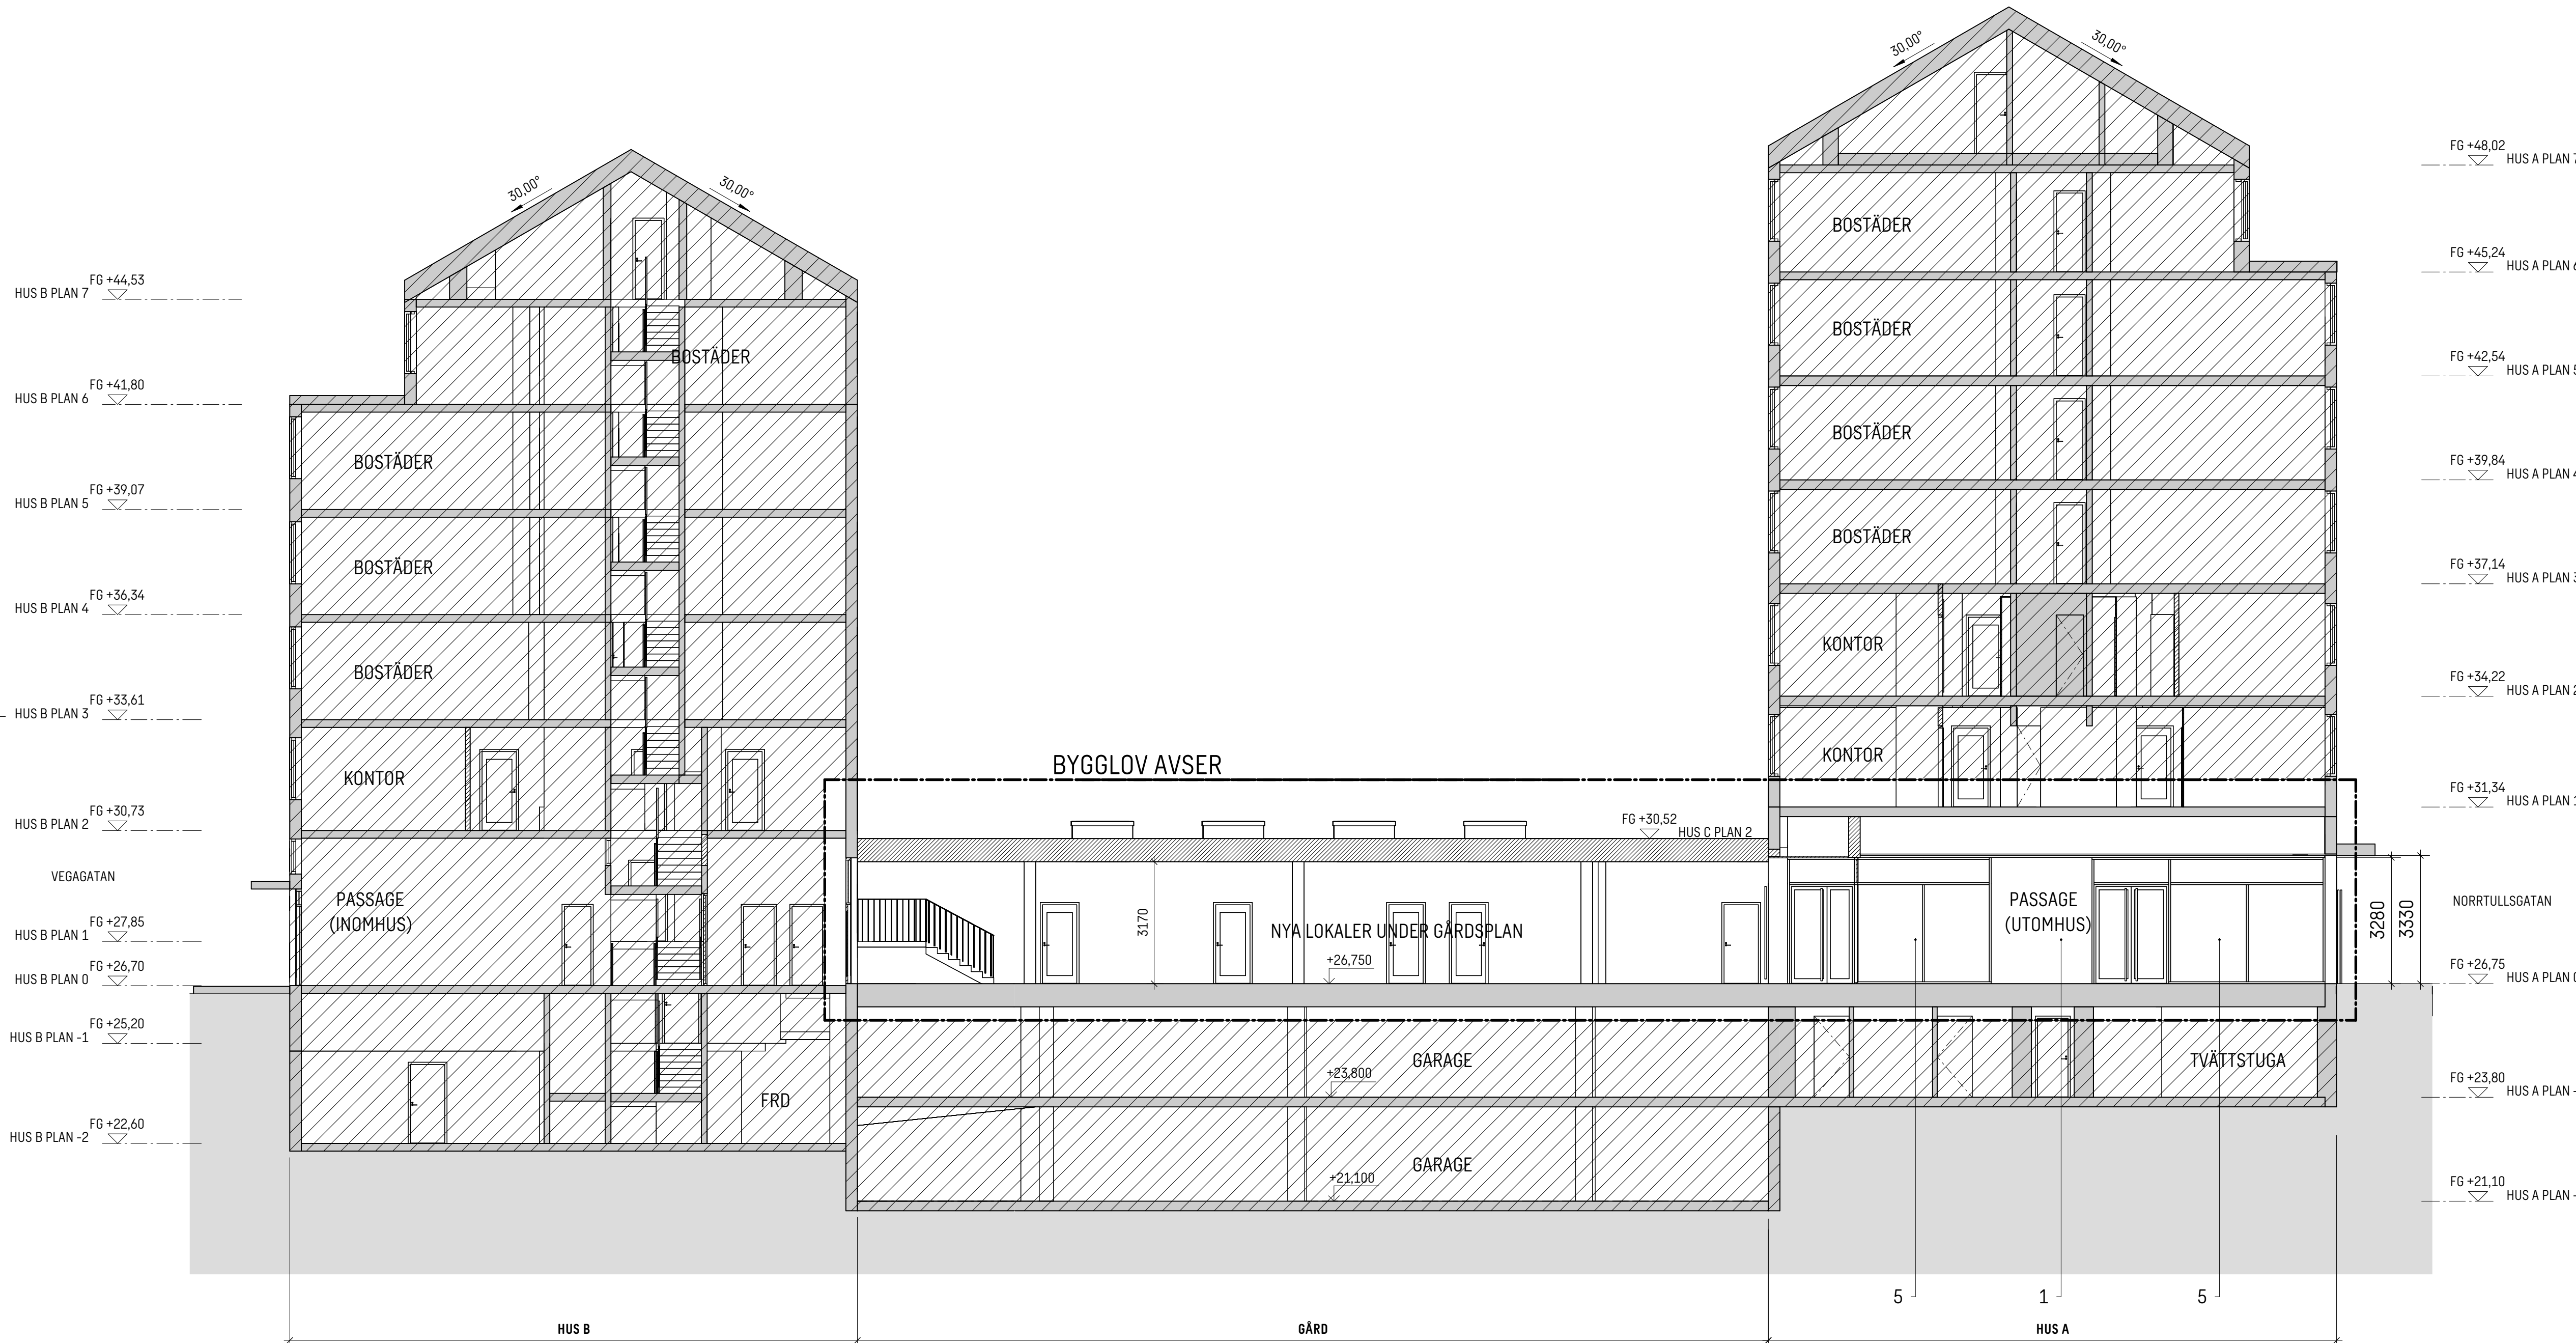 30,00°
30,00°
30,00°
30,00°
FG +44,53
HUS B PLAN 7
FG +41,80
HUS B PLAN 6
FG +39,07
HUS B PLAN 5
FG +36,34
HUS B PLAN 4
FG +33,61
HUS B PLAN 3
FG +30,73
HUS B PLAN 2
VEGAGATAN
FG +27,85
HUS B PLAN 1
FG +26,70
HUS B PLAN 0
FG +25,20
HUS B PLAN -1
FG +22,60
HUS B PLAN -2
BOSTÄDER
BOSTÄDER
BOSTÄDER
BOSTÄDER
KONTOR
PASSAGE
(INOMHUS)
FRD
BYGGLOV AVSER
FG +30,52
HUS C PLAN 2
3170
NYA LOKALER UNDER GÅRDSPLAN
+26,750
GARAGE
+23,800
GARAGE
+21,100
BOSTÄDER
BOSTÄDER
BOSTÄDER
BOSTÄDER
KONTOR
KONTOR
PASSAGE
(UTOMHUS)
TVÄTTSTUGA
3280
3330
FG +48,02
HUS A PLAN 7
FG +45,24
HUS A PLAN 6
FG +42,54
HUS A PLAN 5
FG +39,84
HUS A PLAN 4
FG +37,14
HUS A PLAN 3
FG +34,22
HUS A PLAN 2
FG +31,34
HUS A PLAN 1
NORRTULLSGATAN
FG +26,75
HUS A PLAN 0
FG +23,80
HUS A PLAN -
FG +21,10
HUS A PLAN -
5
1
5
HUS B
GÅRD
HUS A